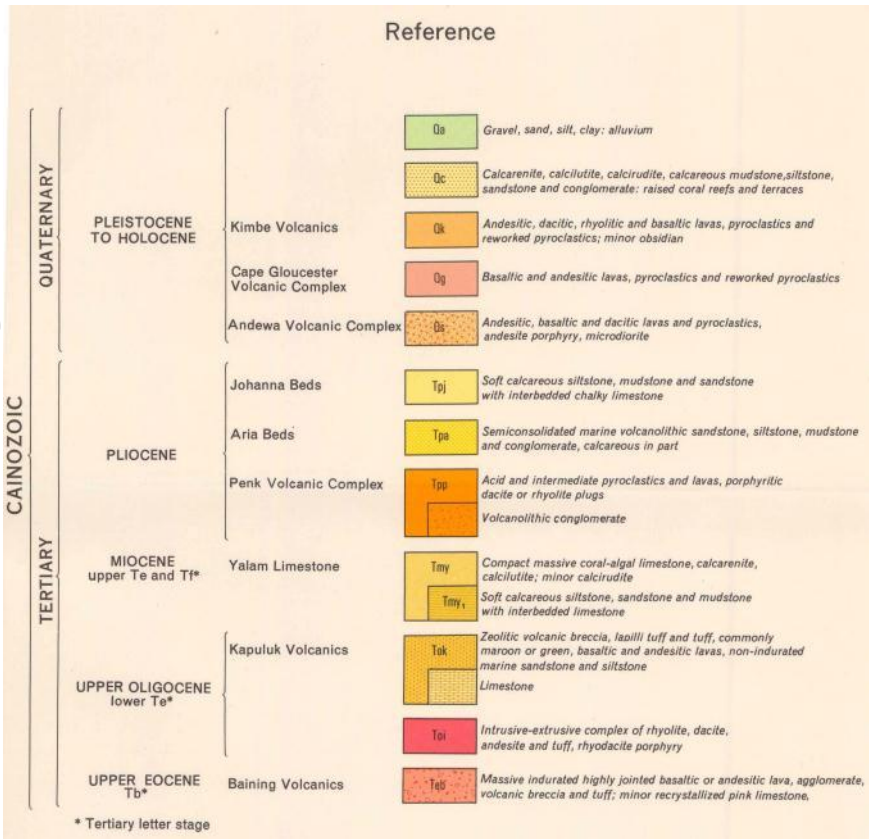 Reference
CAINOZOIC
QUATERNARY
PLEISTOCENE
TO HOLOCENE
Qa
Gravel, sand, silt, clay: alluvium
Qc
Calcarenite, calcilutite, calcirudite, calcareous mudstone,siltstone,
sandstone and conglomerate: raised coral reefs and terraces
Kimbe Volcanics
Qk
Andesitic, dacitic, rhyolitic and basaltic lavas, pyroclastics and
reworked pyroclastics; minor obsidian
Cape Gloucester
Volcanic Complex
Qg
Basaltic and andesitic lavas, pyroclastics and reworked pyroclastics
Andewa Volcanic Complex
Qs
Andesitic, basaltic and dacitic lavas and pyroclastics,
andesite porphyry, microdiorite
TERTIARY
PLIOCENE
Johanna Beds
Tpj
Soft calcareous siltstone, mudstone and sandstone
with interbedded chalky limestone
Aria Beds
Tpa
Semiconsolidated marine volcanolithic sandstone, siltstone, mudstone
and conglomerate, calcareous in part
Penk Volcanic Complex
Tpp
Acid and intermediate pyroclastics and lavas, porphyritic
dacite or rhyolite plugs
Volcanolithic conglomerate
MIOCENE
upper Te and Tf*
Yalam Limestone
Tmy
Compact massive coral-algal limestone, calcarenite,
calcilutite; minor calcirudite
Tmy₁
Soft calcareous siltstone, sandstone and mudstone
with interbedded limestone
UPPER OLIGOCENE
lower Te*
Kapuluk Volcanics
Tok
Zeolitic volcanic breccia, lapilli tuff and tuff, commonly
maroon or green, basaltic and andesitic lavas, non-indurated
marine sandstone and siltstone
Limestone
Toi
Intrusive-extrusive complex of rhyolite, dacite,
andesite and tuff, rhyodacite porphyry
UPPER EOCENE
Tb*
Baining Volcanics
Teb
Massive indurated highly jointed basaltic or andesitic lava, agglomerate,
volcanic breccia and tuff; minor recrystallized pink limestone,
* Tertiary letter stage